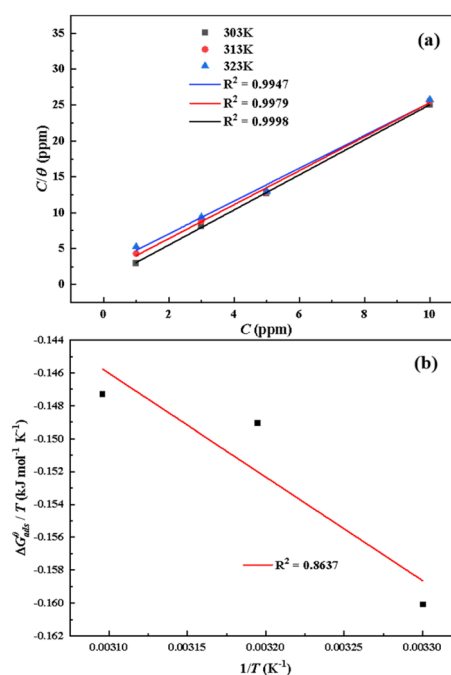 (a)
303K
313K
323K
R² = 0.9947
R² = 0.9979
R² = 0.9998
C/θ (ppm)
40
35
30
25
20
15
10
5
0
0 2 4 6 8 10
C (ppm)
(b)
ΔG^θ_ads / T (kJ mol⁻¹ K⁻¹)
-0.144
-0.146
-0.148
-0.150
-0.152
-0.154
-0.156
-0.158
-0.160
-0.162
R² = 0.8637
0.00310 0.00315 0.00320 0.00325 0.00330
1/T (K⁻¹)